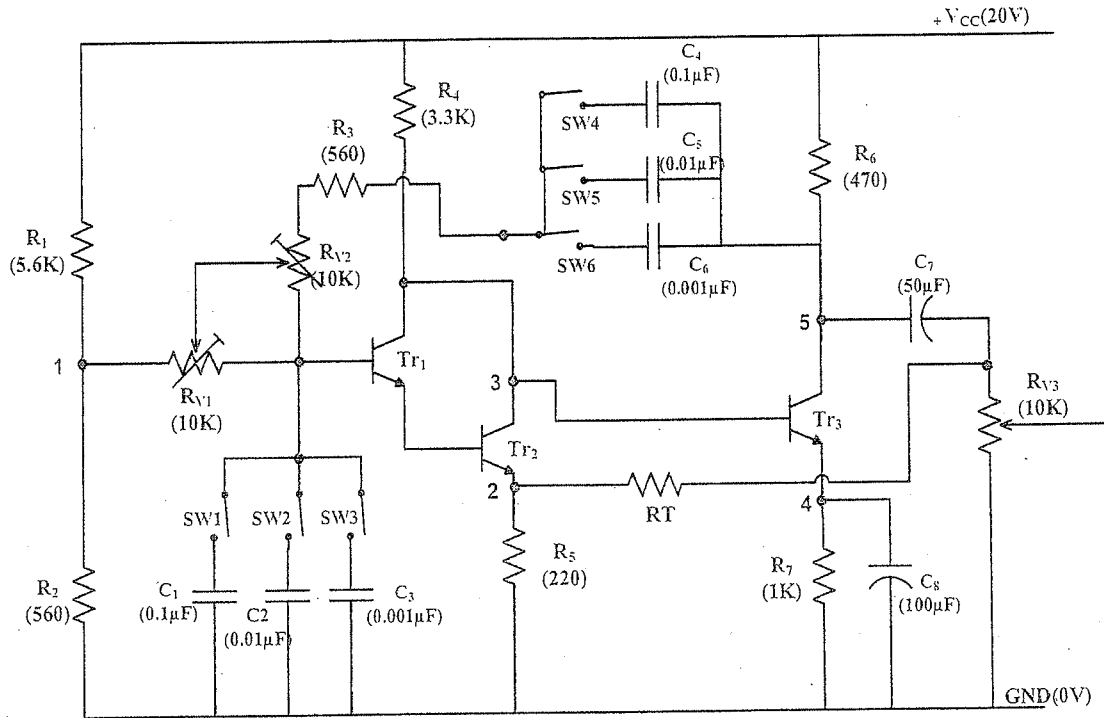 +VCC(20V)
C4
(0.1µF)
R4
(3.3K)
SW4
R3
(560)
C5
(0.01µF)
R6
(470)
SW5
R1
(5.6K)
RV2
(10K)
SW6
C6
(0.001µF)
C7
(50µF)
5
1
Tr1
3
RV1
(10K)
RV3
(10K)
Tr3
Tr2
2
RT
4
SW1
SW2
SW3
R5
(220)
R7
(1K)
C8
(100µF)
R2
(560)
C1
(0.1µF)
C2
(0.01µF)
C3
(0.001µF)
GND(0V)